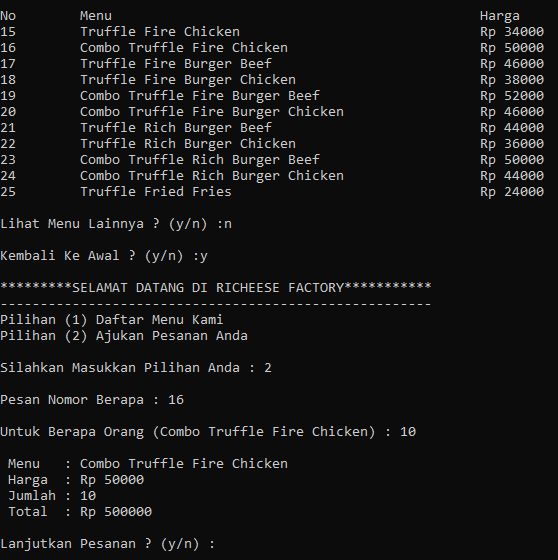 No Menu Harga
15 Truffle Fire Chicken Rp 34000
16 Combo Truffle Fire Chicken Rp 50000
17 Truffle Fire Burger Beef Rp 46000
18 Truffle Fire Burger Chicken Rp 38000
19 Combo Truffle Fire Burger Beef Rp 52000
20 Combo Truffle Fire Burger Chicken Rp 46000
21 Truffle Rich Burger Beef Rp 44000
22 Truffle Rich Burger Chicken Rp 36000
23 Combo Truffle Rich Burger Beef Rp 50000
24 Combo Truffle Rich Burger Chicken Rp 44000
25 Truffle Fried Fries Rp 24000
Lihat Menu Lainnya ? (y/n) :n
Kembali Ke Awal ? (y/n) :y
*********SELAMAT DATANG DI RICHEESE FACTORY***********
------------------------------------------------------
Pilihan (1) Daftar Menu Kami
Pilihan (2) Ajukan Pesanan Anda
Silahkan Masukkan Pilihan Anda : 2
Pesan Nomor Berapa : 16
Untuk Berapa Orang (Combo Truffle Fire Chicken) : 10
Menu : Combo Truffle Fire Chicken
Harga : Rp 50000
Jumlah : 10
Total : Rp 500000
Lanjutkan Pesanan ? (y/n) :